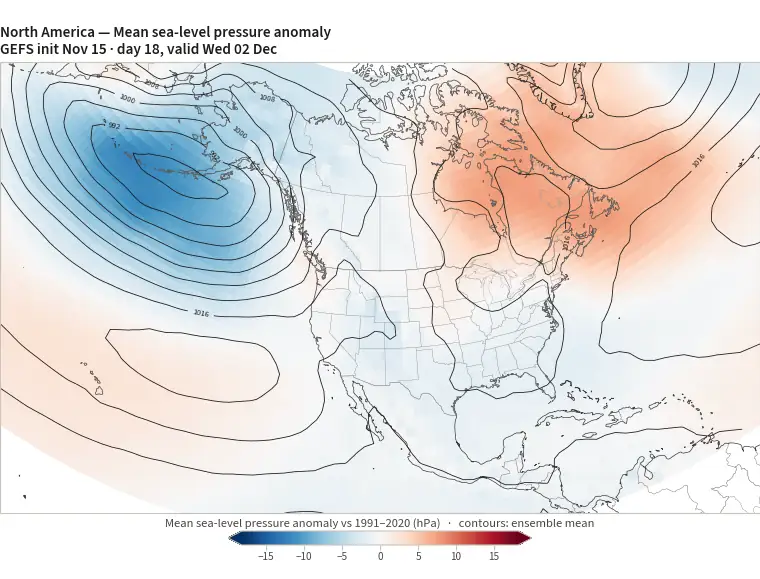 North America — Mean sea-level pressure anomaly
GEFS init Nov 15 · day 18, valid Wed 02 Dec
1008
1000
1008
992
1000
1016
1016
1016
Mean sea-level pressure anomaly vs 1991–2020 (hPa) · contours: ensemble mean
−15 −10 −5 0 5 10 15